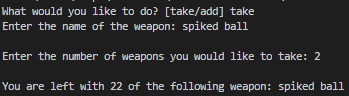 What would you like to do? [take/add] take
Enter the name of the weapon: spiked ball
Enter the number of weapons you would like to take: 2
You are left with 22 of the following weapon: spiked ball